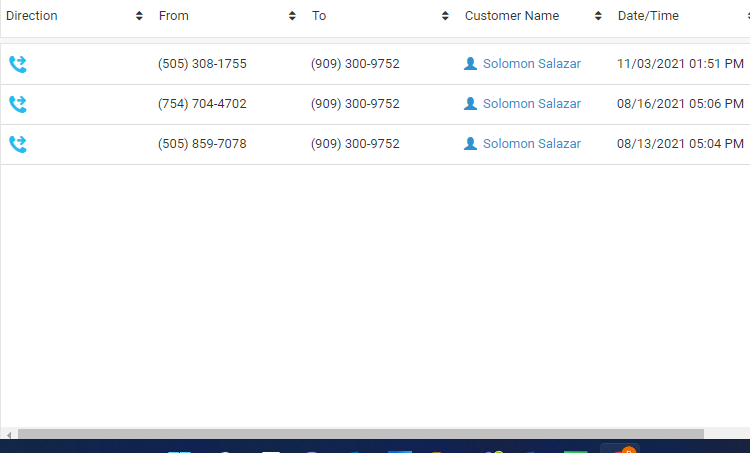 Direction From To Customer Name Date/Time
(505) 308-1755 (909) 300-9752 Solomon Salazar 11/03/2021 01:51 PM
(754) 704-4702 (909) 300-9752 Solomon Salazar 08/16/2021 05:06 PM
(505) 859-7078 (909) 300-9752 Solomon Salazar 08/13/2021 05:04 PM